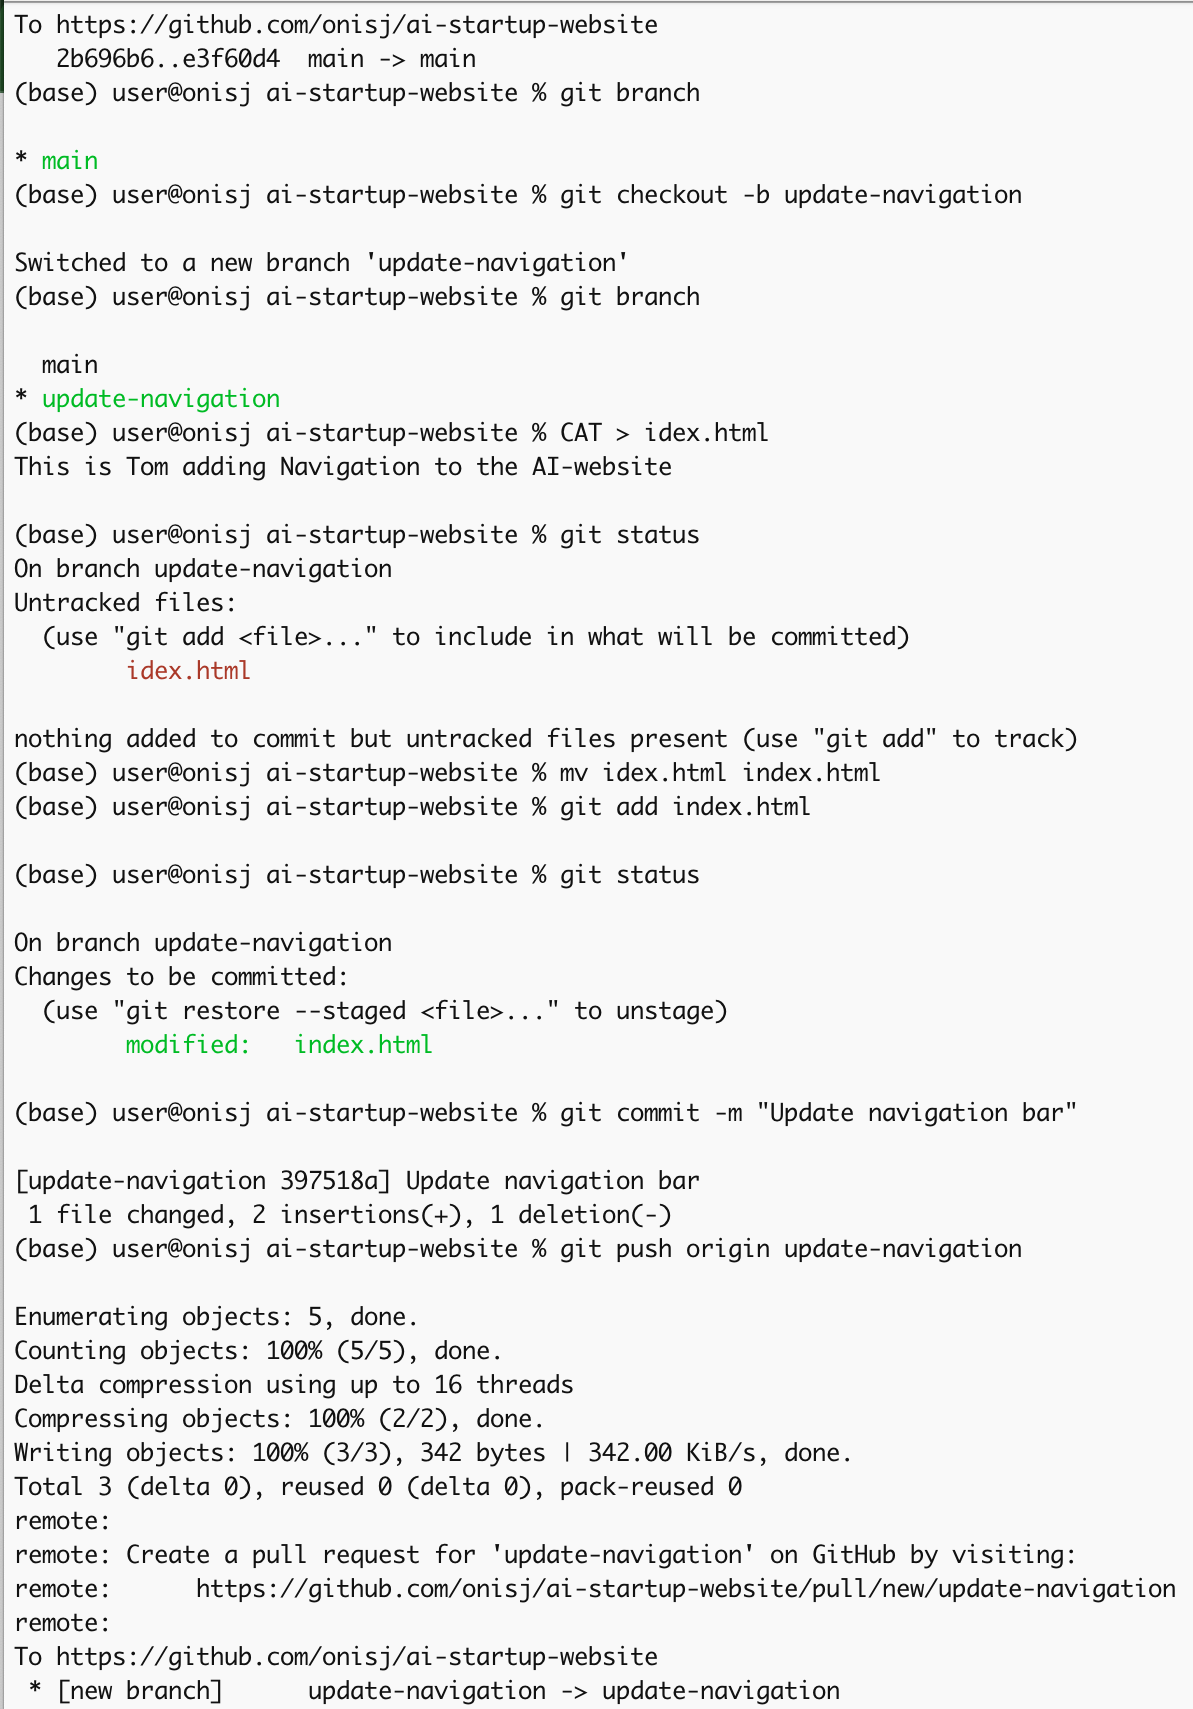 To https://github.com/onisj/ai-startup-website
   2b696b6..e3f60d4  main -> main
(base) user@onisj ai-startup-website % git branch
* main
(base) user@onisj ai-startup-website % git checkout -b update-navigation
Switched to a new branch 'update-navigation'
(base) user@onisj ai-startup-website % git branch
  main
* update-navigation
(base) user@onisj ai-startup-website % CAT > idex.html
This is Tom adding Navigation to the AI-website
(base) user@onisj ai-startup-website % git status
On branch update-navigation
Untracked files:
  (use "git add <file>..." to include in what will be committed)
        idex.html
nothing added to commit but untracked files present (use "git add" to track)
(base) user@onisj ai-startup-website % mv idex.html index.html
(base) user@onisj ai-startup-website % git add index.html
(base) user@onisj ai-startup-website % git status
On branch update-navigation
Changes to be committed:
  (use "git restore --staged <file>..." to unstage)
        modified:   index.html
(base) user@onisj ai-startup-website % git commit -m "Update navigation bar"
[update-navigation 397518a] Update navigation bar
 1 file changed, 2 insertions(+), 1 deletion(-)
(base) user@onisj ai-startup-website % git push origin update-navigation
Enumerating objects: 5, done.
Counting objects: 100% (5/5), done.
Delta compression using up to 16 threads
Compressing objects: 100% (2/2), done.
Writing objects: 100% (3/3), 342 bytes | 342.00 KiB/s, done.
Total 3 (delta 0), reused 0 (delta 0), pack-reused 0
remote:
remote: Create a pull request for 'update-navigation' on GitHub by visiting:
remote:      https://github.com/onisj/ai-startup-website/pull/new/update-navigation
remote:
To https://github.com/onisj/ai-startup-website
 * [new branch]      update-navigation -> update-navigation